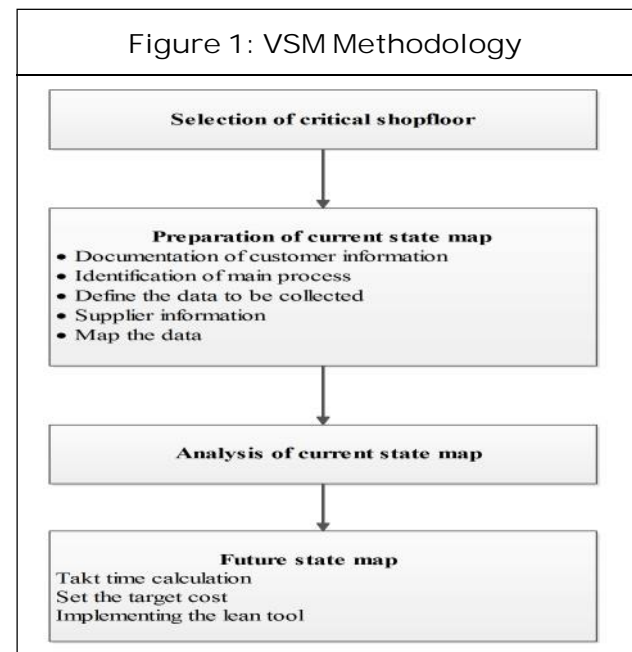 Figure 1: VSM Methodology
Selection of critical shopfloor
Preparation of current state map
• Documentation of customer information
• Identification of main process
• Define the data to be collected
• Supplier information
• Map the data
Analysis of current state map
Future state map
Takt time calculation
Set the target cost
Implementing the lean tool